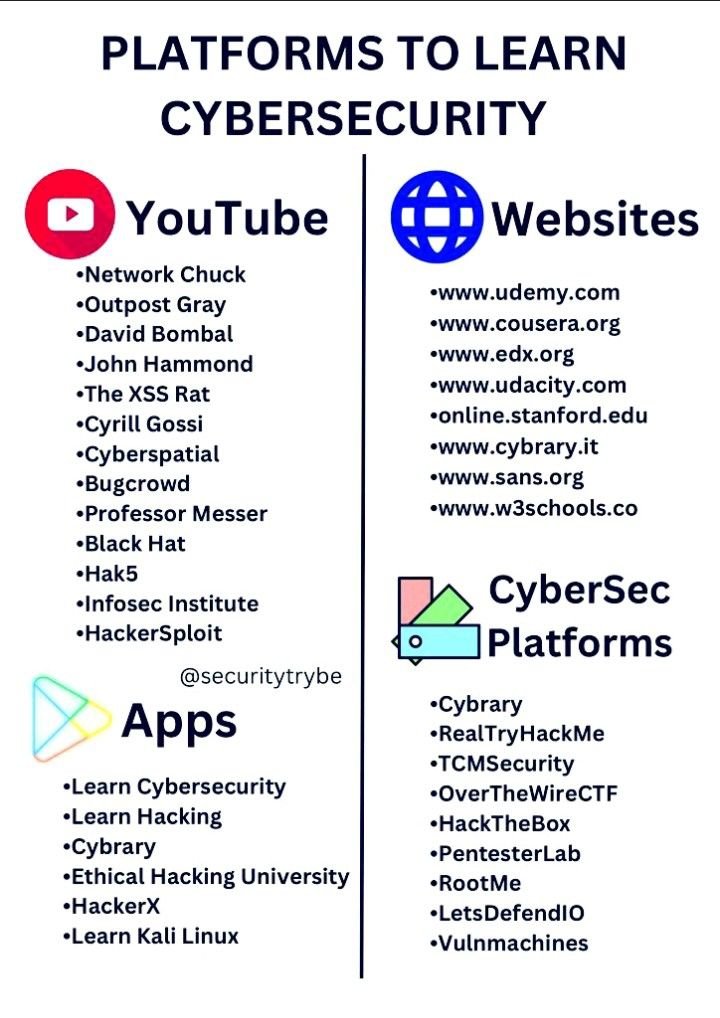 PLATFORMS TO LEARN
CYBERSECURITY
YouTube
•Network Chuck
•Outpost Gray
•David Bombal
•John Hammond
•The XSS Rat
•Cyrill Gossi
•Cyberspatial
•Bugcrowd
•Professor Messer
•Black Hat
•Hak5
•Infosec Institute
•HackerSploit
@securitytrybe
Apps
•Learn Cybersecurity
•Learn Hacking
•Cybrary
•Ethical Hacking University
•HackerX
•Learn Kali Linux
Websites
•www.udemy.com
•www.cousera.org
•www.edx.org
•www.udacity.com
•online.stanford.edu
•www.cybrary.it
•www.sans.org
•www.w3schools.co
CyberSec
Platforms
•Cybrary
•RealTryHackMe
•TCMSecurity
•OverTheWireCTF
•HackTheBox
•PentesterLab
•RootMe
•LetsDefendIO
•Vulnmachines